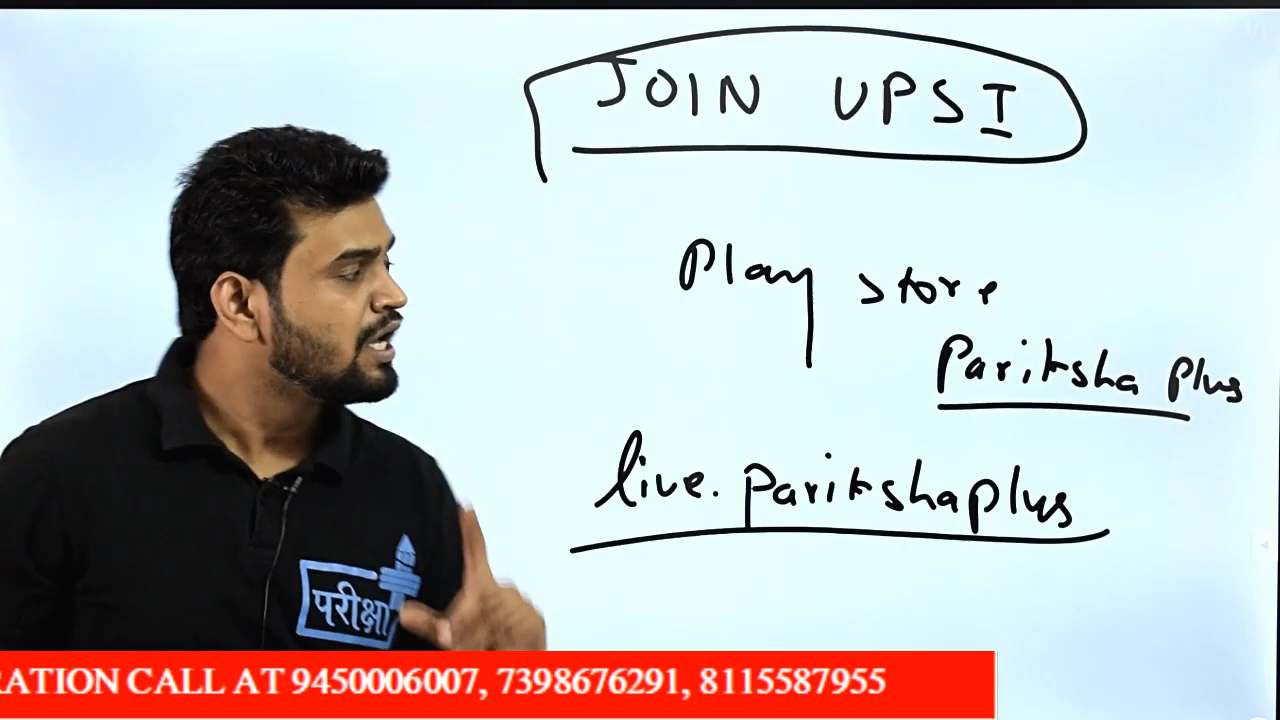 JOIN UPSI
Play store
Pariksha Plus
live.parikshaplus
परीक्षा
RATION CALL AT 9450006007, 7398676291, 8115587955